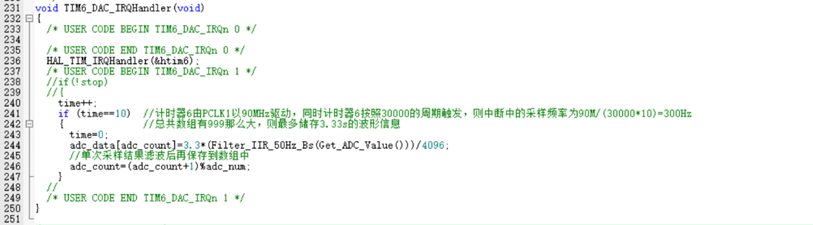 231 void TIM6_DAC_IRQHandler(void)
232 {
233 /* USER CODE BEGIN TIM6_DAC_IRQn 0 */
234
235 /* USER CODE END TIM6_DAC_IRQn 0 */
236 HAL_TIM_IRQHandler(&htim6);
237 /* USER CODE BEGIN TIM6_DAC_IRQn 1 */
238 //if(!stop)
239 //{
240 time++;
241 if (time==10) //计时器6由PCLK1以90MHz驱动，同时计时器6按照30000的周期触发，则中断中的采样频率为90M/(30000*10)=300Hz
242 { //总共数组有999那么大，则最多储存3.33s的波形信息
243 time=0;
244 adc_data[adc_count]=3.3*(Filter_IIR_50Hz_Bs(Get_ADC_Value()))/4096;
245 //单次采样结果滤波后再保存到数组中
246 adc_count=(adc_count+1)%adc_num;
247 }
248 //
249 /* USER CODE END TIM6_DAC_IRQn 1 */
250 }
251